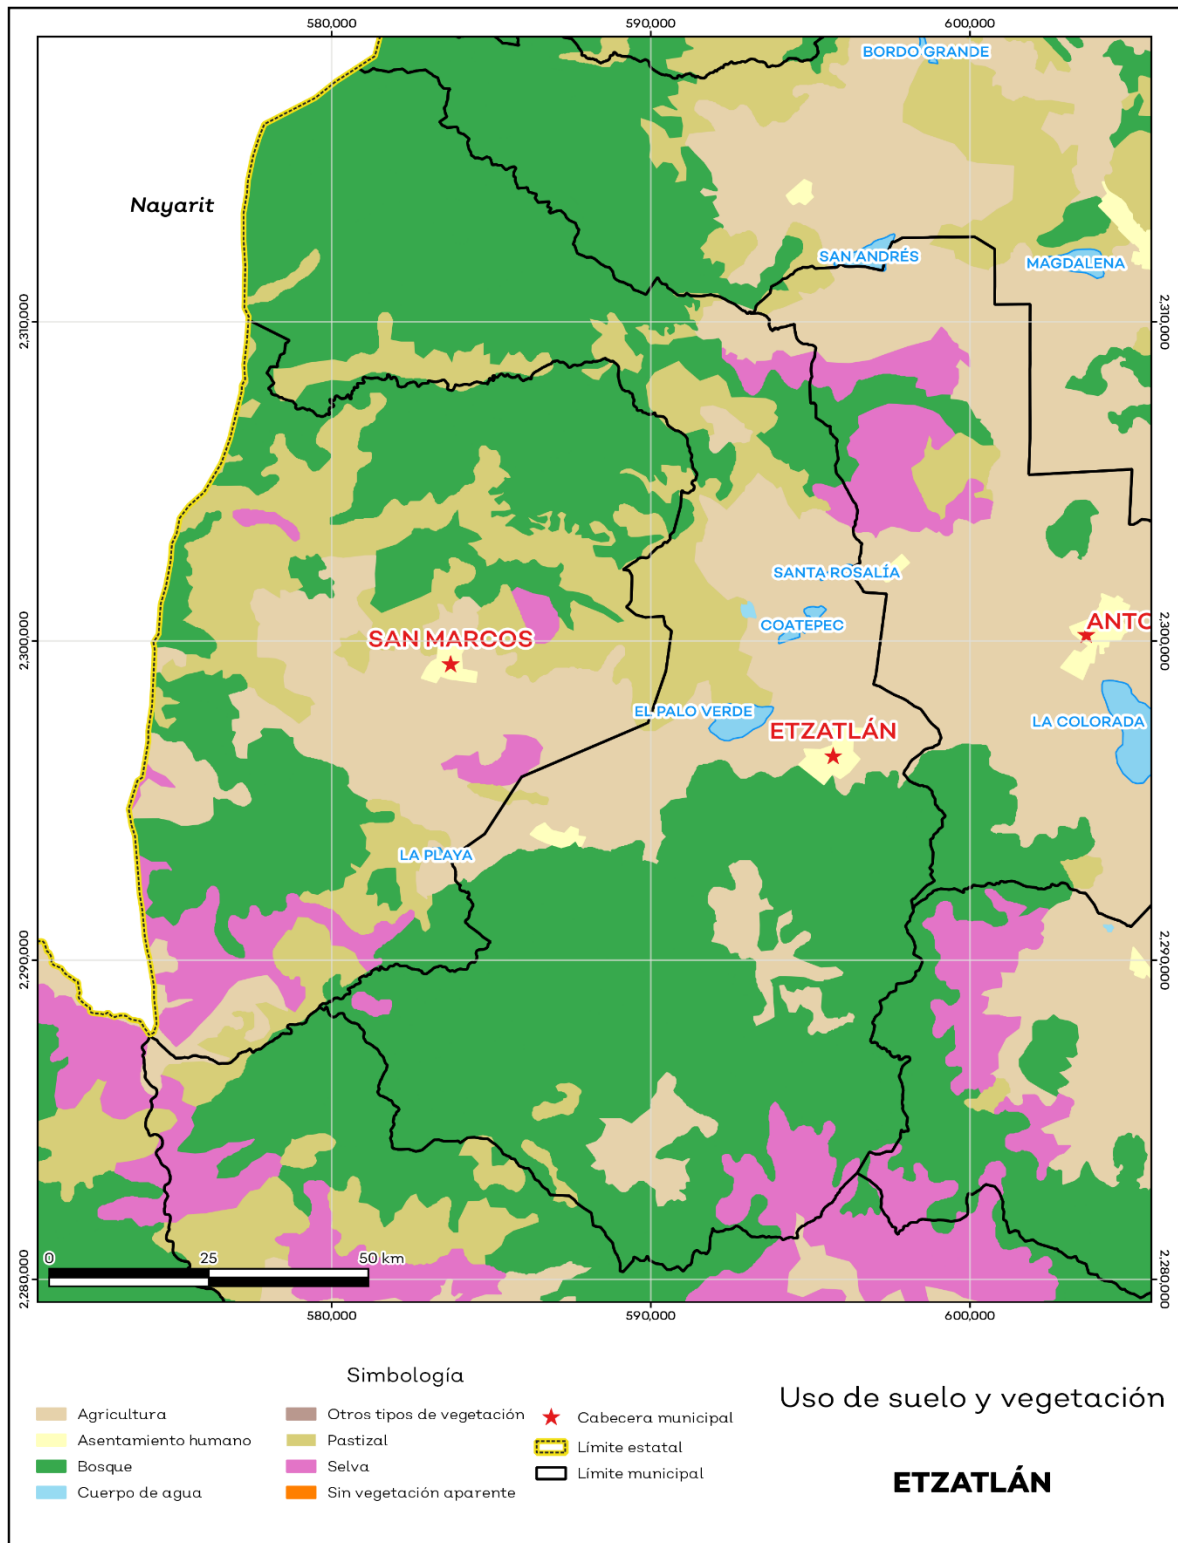 580,000 590,000 600,000
BORDO GRANDE
Nayarit
SAN ANDRÉS
MAGDALENA
2,310,000 2,310,000
SANTA ROSALÍA
COATEPEC
ANTO
SAN MARCOS
2,300,000 2,300,000
EL PALO VERDE
LA COLORADA
ETZATLÁN
LA PLAYA
2,290,000 2,290,000
0 25 50 km
2,280,000 2,280,000
580,000 590,000 600,000
Simbología
Agricultura
Asentamiento humano
Bosque
Cuerpo de agua
Otros tipos de vegetación
Pastizal
Selva
Sin vegetación aparente
Cabecera municipal
Límite estatal
Límite municipal
Uso de suelo y vegetación
ETZATLÁN